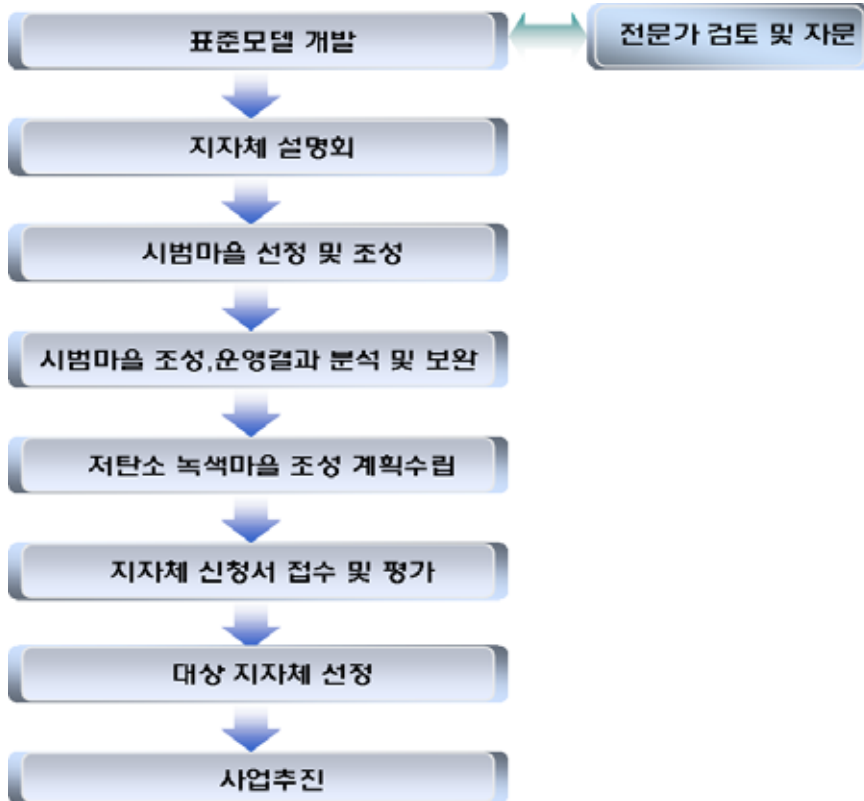 표준모델 개발
전문가 검토 및 자문
지자체 설명회
시범마을 선정 및 조성
시범마을 조성,운영결과 분석 및 보완
저탄소 녹색마을 조성 계획수립
지자체 신청서 접수 및 평가
대상 지자체 선정
사업추진